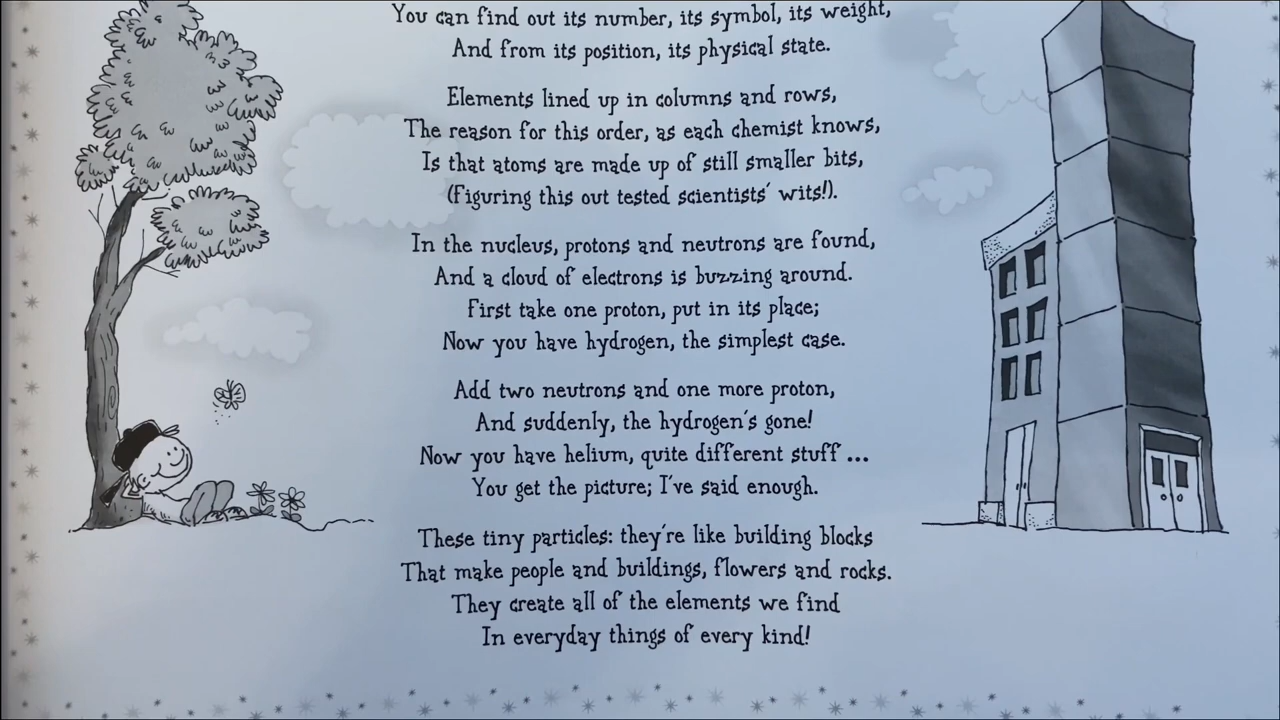 You can find out its number, its symbol, its weight,
And from its position, its physical state.
Elements lined up in columns and rows,
The reason for this order, as each chemist knows,
Is that atoms are made up of still smaller bits,
(Figuring this out tested scientists' wits!).
In the nucleus, protons and neutrons are found,
And a cloud of electrons is buzzing around.
First take one proton, put in its place;
Now you have hydrogen, the simplest case.
Add two neutrons and one more proton,
And suddenly, the hydrogen's gone!
Now you have helium, quite different stuff ...
You get the picture; I've said enough.
These tiny particles: they're like building blocks
That make people and buildings, flowers and rocks.
They create all of the elements we find
In everyday things of every kind!